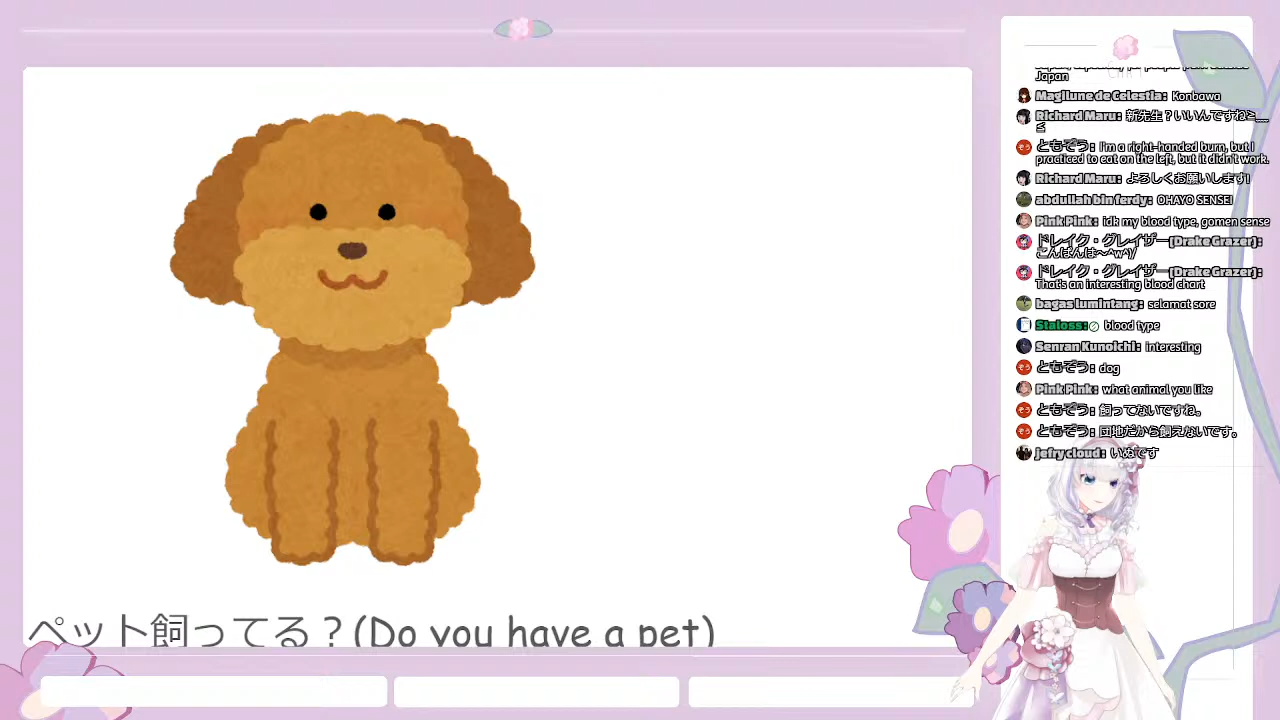 ペット飼ってる？(Do you have a pet)
CHAT
Japan
Magilune de Celestia: Konbawa
Richard Maru: 新先生？いいんですね≥﹏
≤
ともぞう: I'm a right-handed burn, but I
practiced to eat on the left, but it didn't work.
Richard Maru: よろしくお願いします!
abdullah bin ferdy: OHAYO SENSEI
Pink Pink: idk my blood type, gomen sense
ドレイク・グレイザー(Drake Grazer):
こんばんは～^w^)/
ドレイク・グレイザー(Drake Grazer):
That's an interesting blood chart
bagas lumintang: selamat sore
Staloss: blood type
Senran Kunoichi: interesting
ともぞう: dog
Pink Pink: what animal you like
ともぞう: 飼ってないですね。
ともぞう: 団地だから飼えないです。
jefry cloud: いぬです